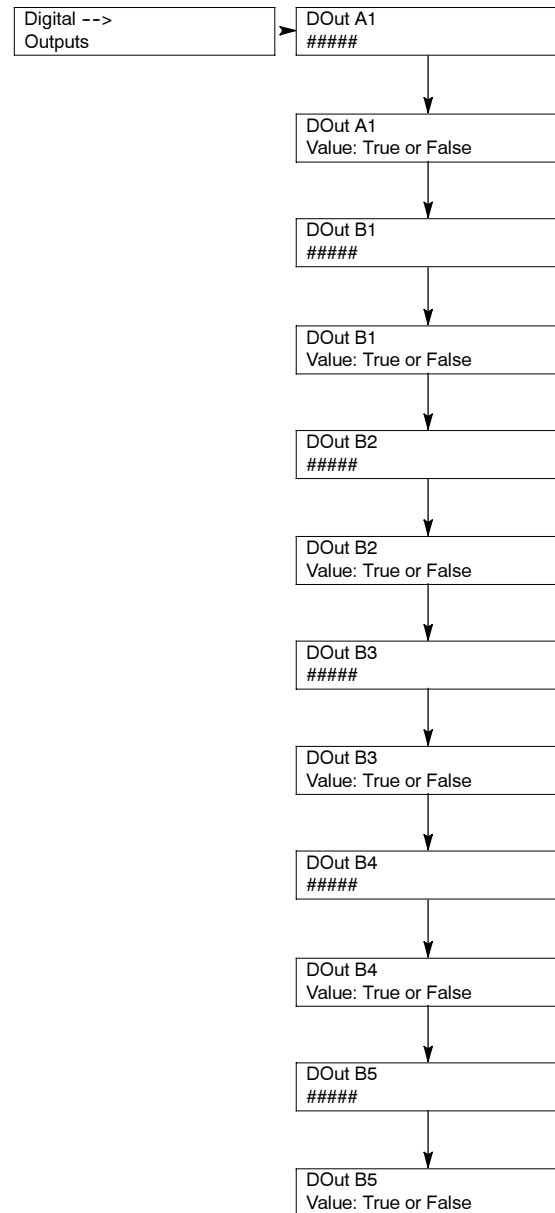 Digital -->
Outputs
DOut A1
#####
DOut A1
Value: True or False
DOut B1
#####
DOut B1
Value: True or False
DOut B2
#####
DOut B2
Value: True or False
DOut B3
#####
DOut B3
Value: True or False
DOut B4
#####
DOut B4
Value: True or False
DOut B5
#####
DOut B5
Value: True or False